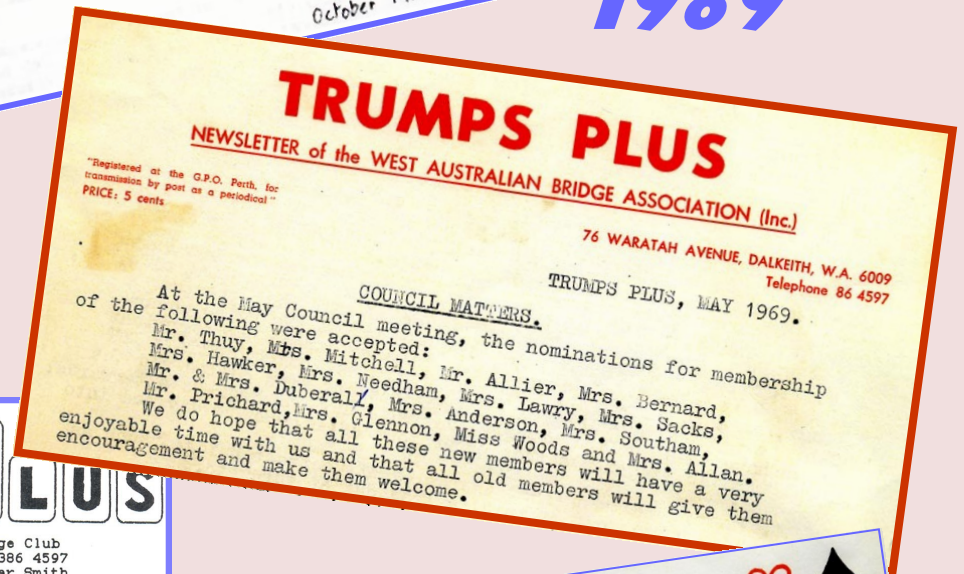 October
1969
TRUMPS PLUS
NEWSLETTER of the WEST AUSTRALIAN BRIDGE ASSOCIATION (Inc.)
"Registered at the G.P.O. Perth, for
transmission by post as a periodical"
PRICE: 5 cents
76 WARATAH AVENUE, DALKEITH, W.A. 6009
Telephone 86 4597
TRUMPS PLUS, MAY 1969.
COUNCIL MATTERS.
At the May Council meeting, the nominations for membership
of the following were accepted:
Mr. Thuy, Mrs. Mitchell, Mr. Allier, Mrs. Bernard,
Mrs. Hawker, Mrs. Needham, Mrs. Lawry, Mrs. Sacks,
Mr. & Mrs. Duberal, Mrs. Anderson, Mrs. Southam,
Mr. Prichard, Mrs. Glennon, Miss Woods and Mrs. Allan.
We do hope that all these new members will have a very
enjoyable time with us and that all old members will give them
encouragement and make them welcome.
LUS
ge Club
386 4597
er Smith